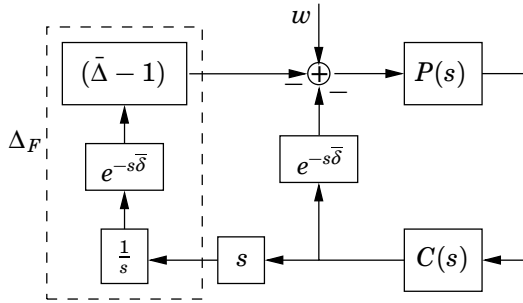 w
(Δ̄ − 1)
− + −
P(s)
Δ_F
e^{-sδ̄}
e^{-sδ̄}
1/s
s
C(s)